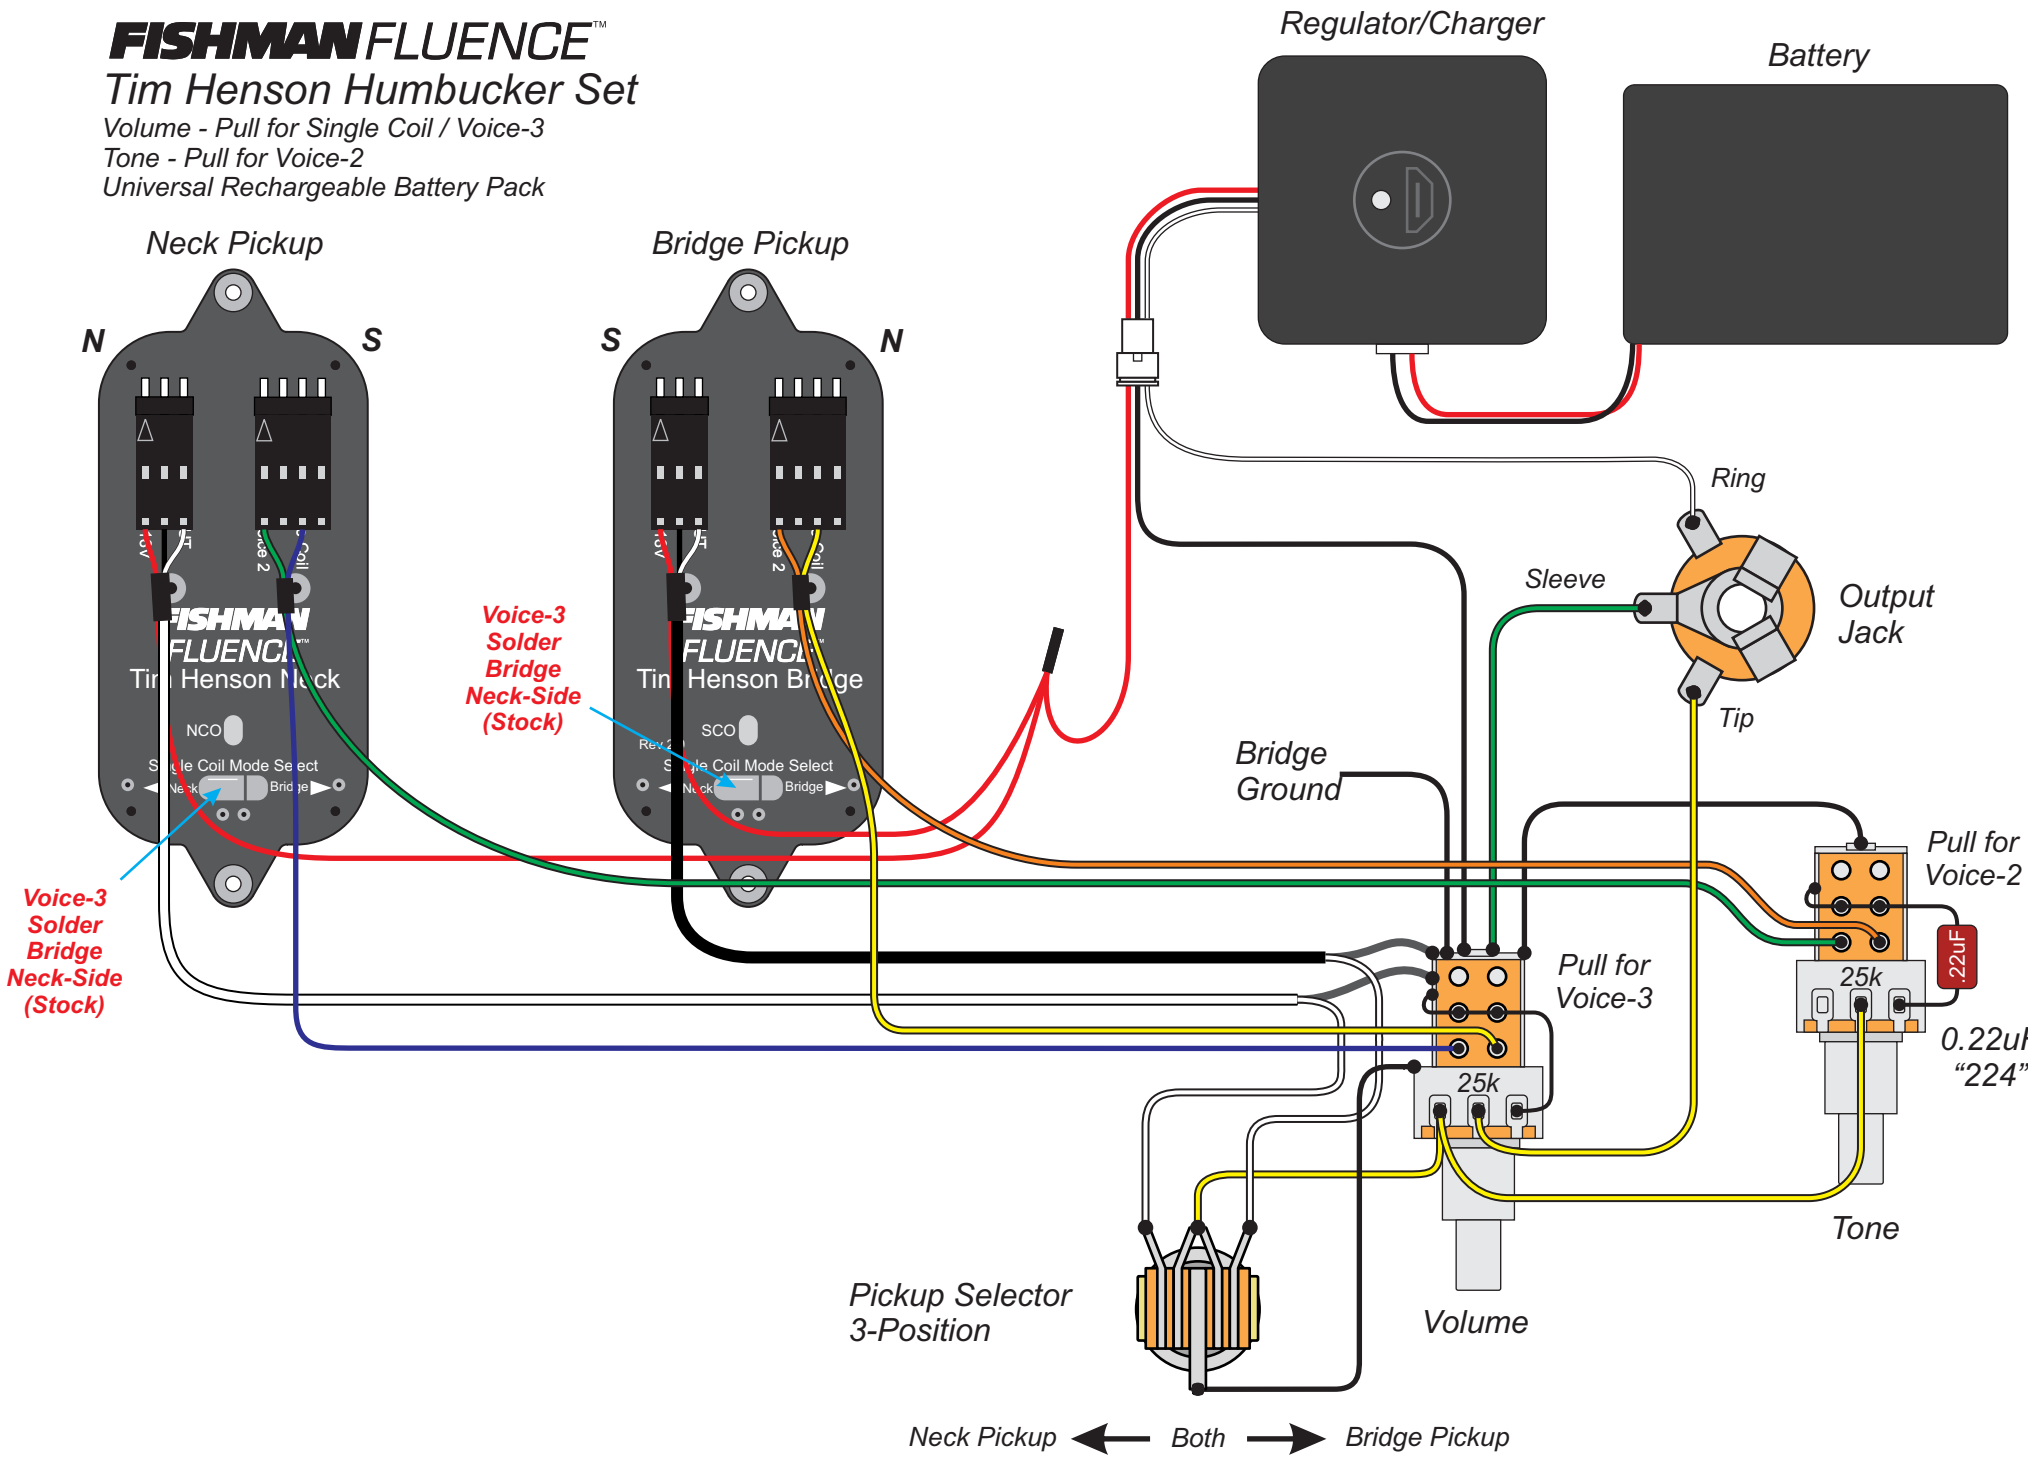 FISHMAN FLUENCE™
Tim Henson Humbucker Set
Volume - Pull for Single Coil / Voice-3
Tone - Pull for Voice-2
Universal Rechargeable Battery Pack
Regulator/Charger
Battery
Neck Pickup
Bridge Pickup
N
S
S
N
Coil
Coil
FISHMAN
FLUENCE™
Tim Henson Neck
NCO
Single Coil Mode Select
Neck
Bridge
FISHMAN
FLUENCE™
Tim Henson Bridge
SCO
Single Coil Mode Select
Neck
Bridge
Voice-3
Solder
Bridge
Neck-Side
(Stock)
Voice-3
Solder
Bridge
Neck-Side
(Stock)
Ring
Sleeve
Output
Jack
Tip
Bridge
Ground
Pull for
Voice-2
.22uF
25k
"224"
Pull for
Voice-3
25k
Tone
Volume
Pickup Selector
3-Position
Neck Pickup
Both
Bridge Pickup